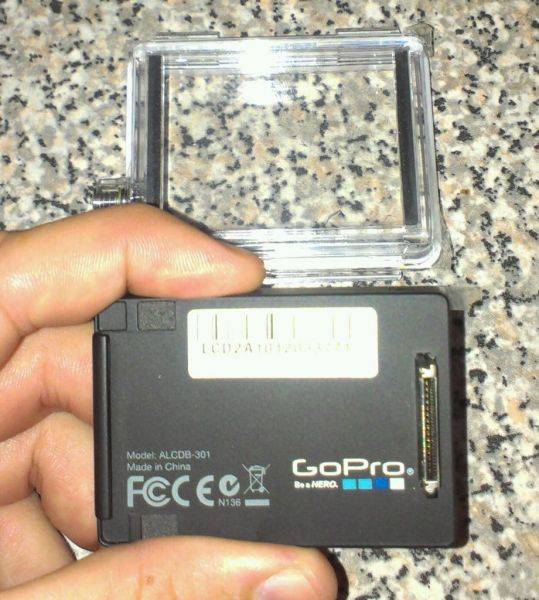 Model: ALCDB-301
Made in China
FC CE
N136
GoPro®
Be a HERO.